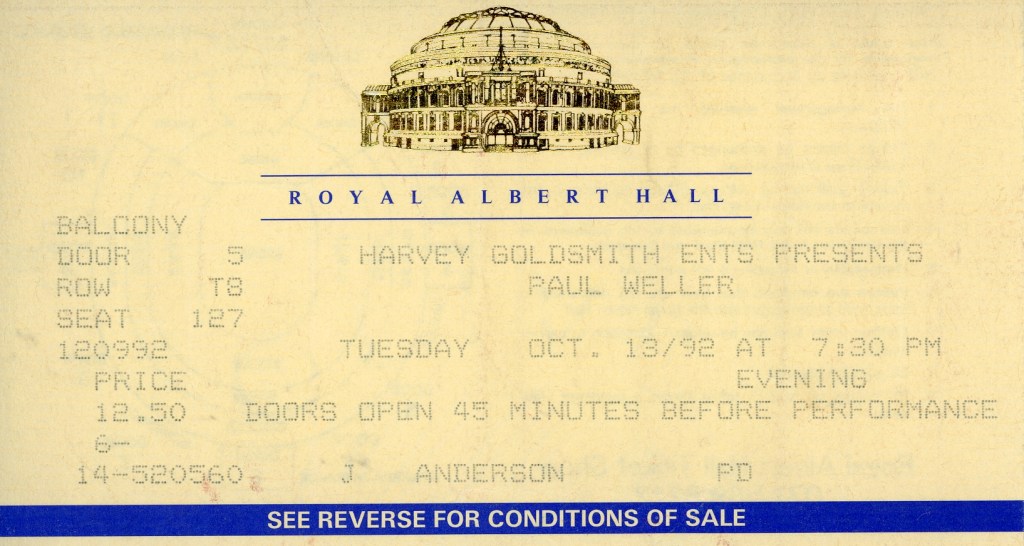 ROYAL ALBERT HALL
BALCONY
DOOR 5 HARVEY GOLDSMITH ENTS PRESENTS
ROW T8 PAUL WELLER
SEAT 127
120992 TUESDAY OCT. 13/92 AT 7:30 PM
PRICE EVENING
12.50 DOORS OPEN 45 MINUTES BEFORE PERFORMANCE
6-
14-520560 J ANDERSON PD
SEE REVERSE FOR CONDITIONS OF SALE